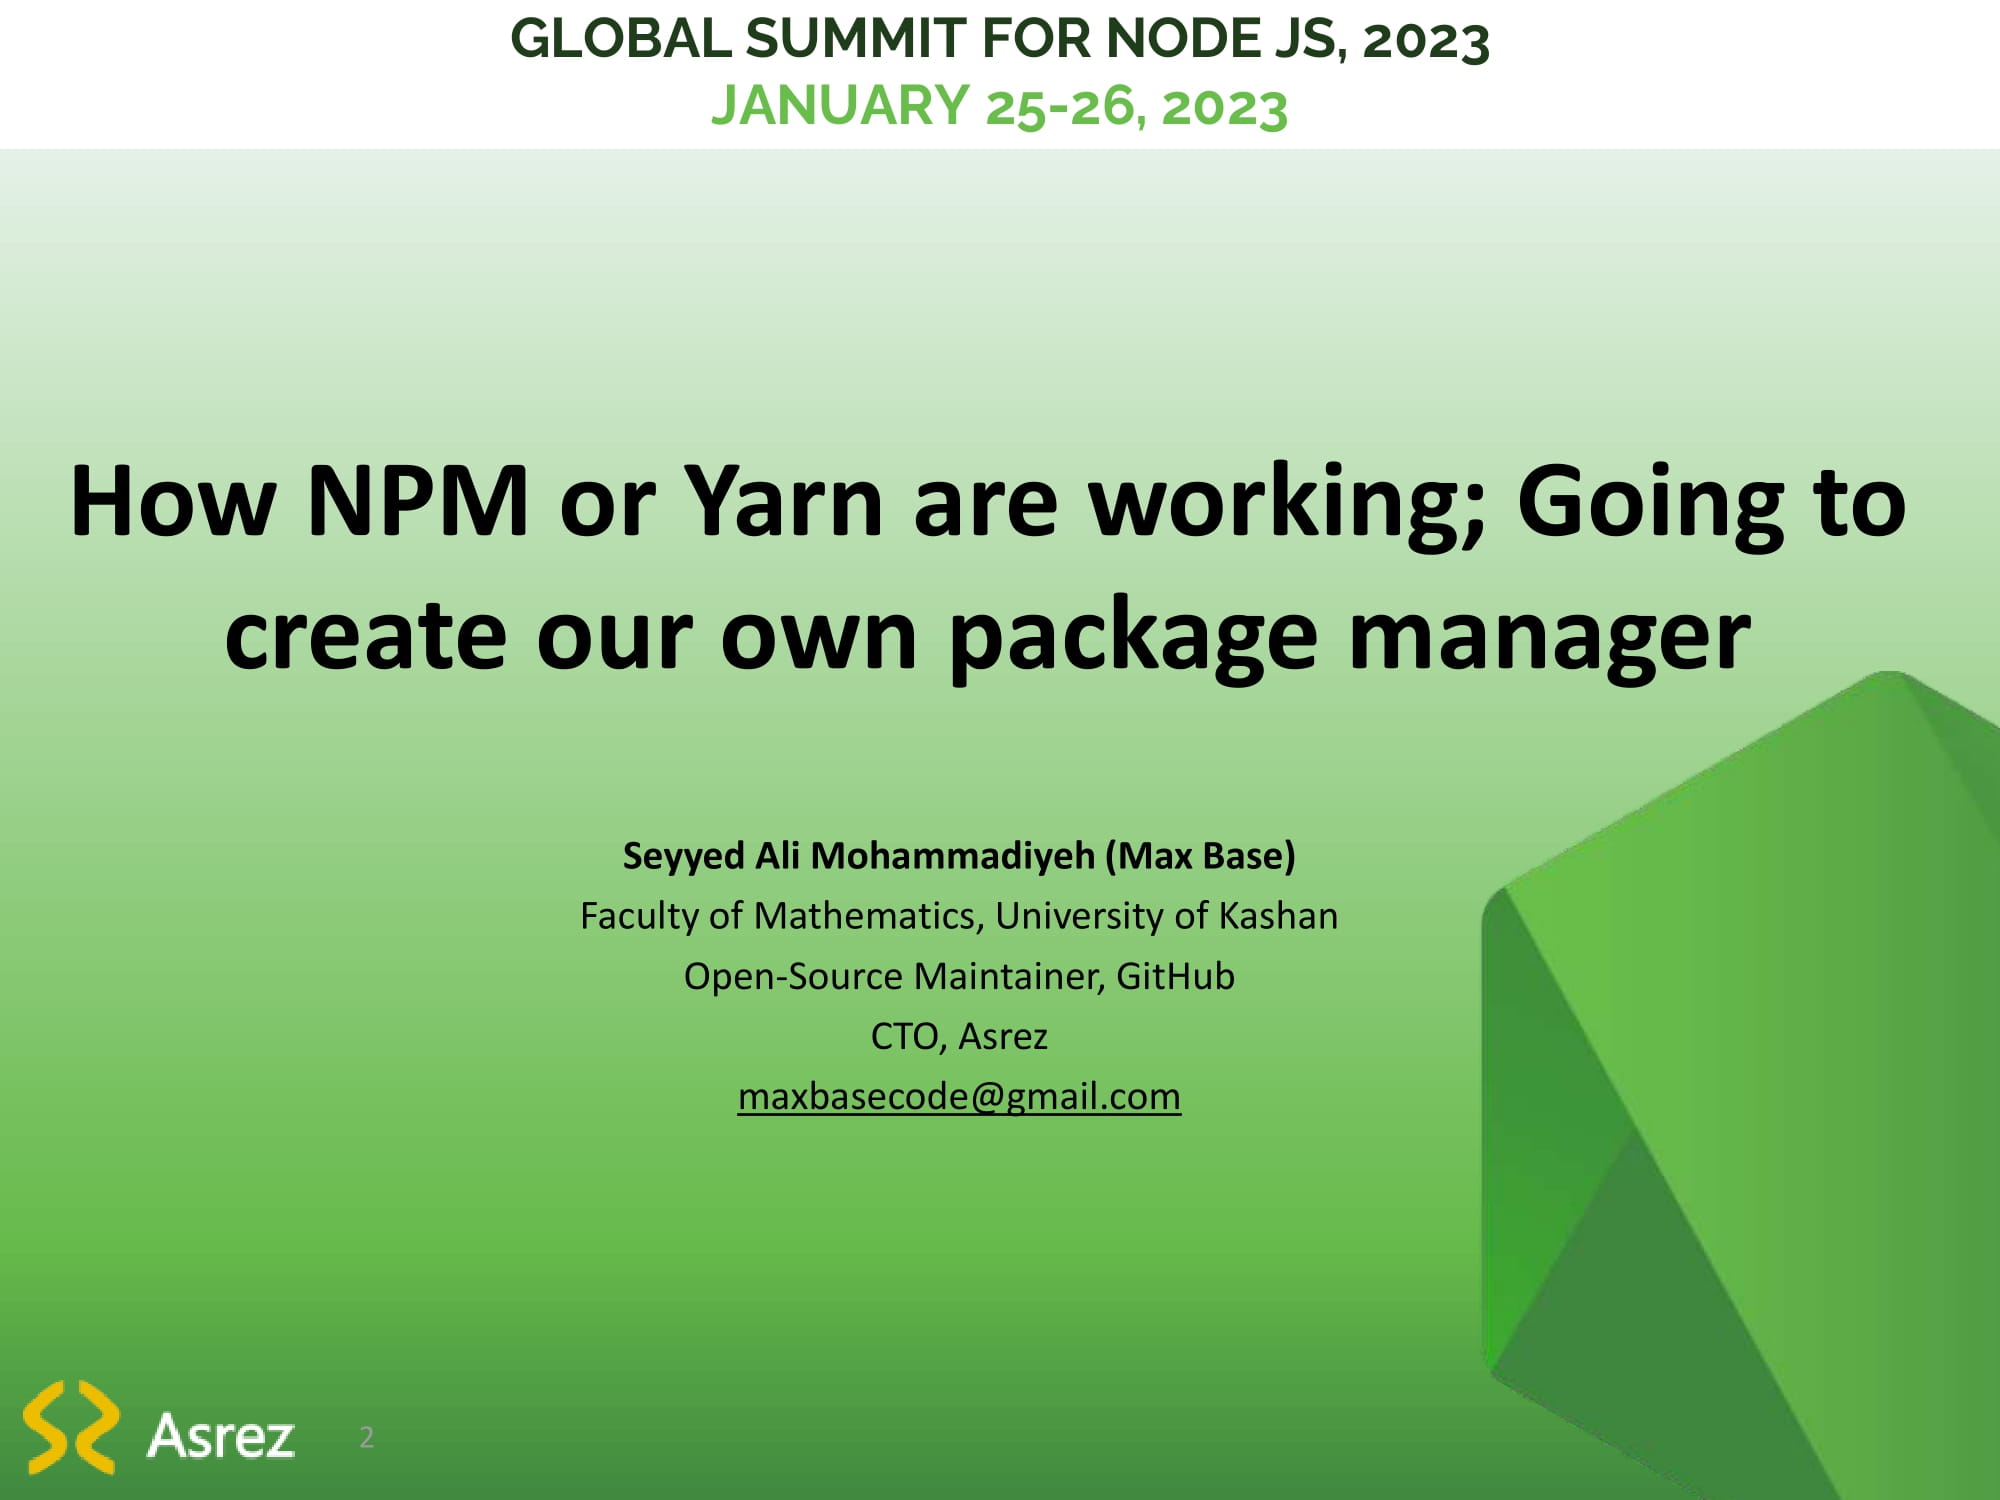 GLOBAL SUMMIT FOR NODE JS, 2023
JANUARY 25-26, 2023
How NPM or Yarn are working; Going to
create our own package manager
Seyyed Ali Mohammadiyeh (Max Base)
Faculty of Mathematics, University of Kashan
Open-Source Maintainer, GitHub
CTO, Asrez
maxbasecode@gmail.com
Asrez
2